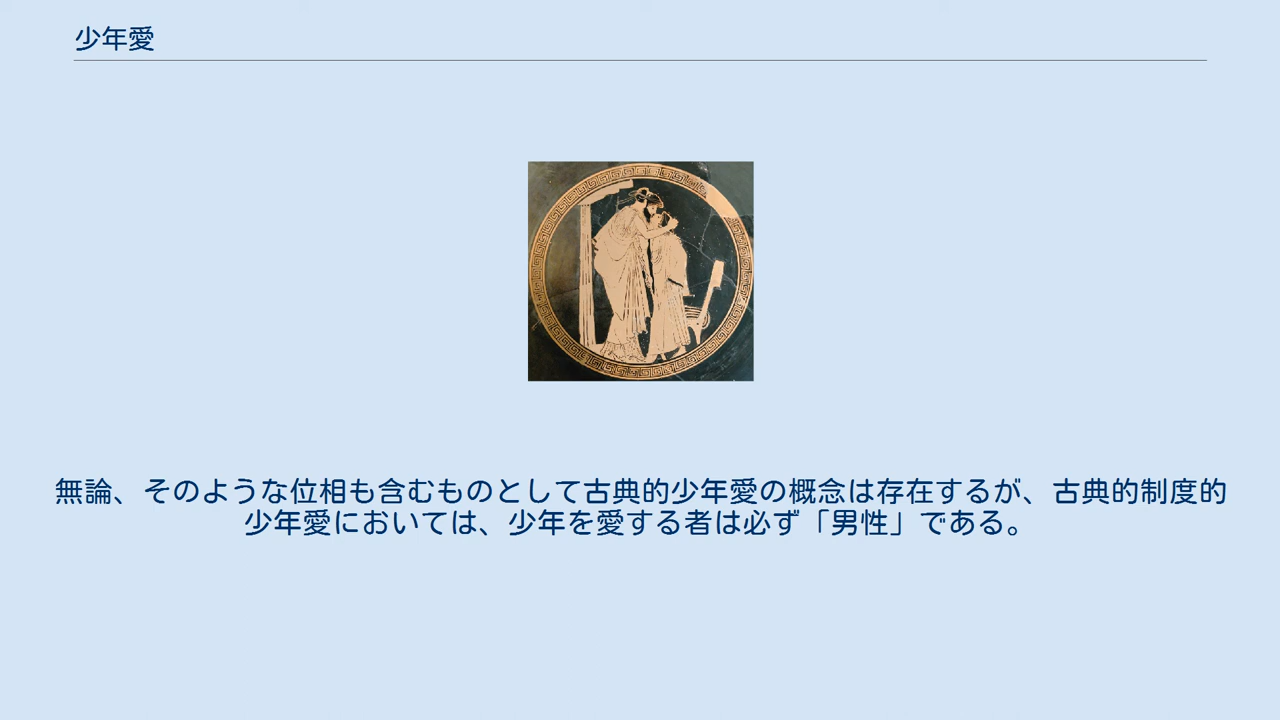 少年愛
無論、そのような位相も含むものとして古典的少年愛の概念は存在するが、古典的制度的
少年愛においては、少年を愛する者は必ず「男性」である。